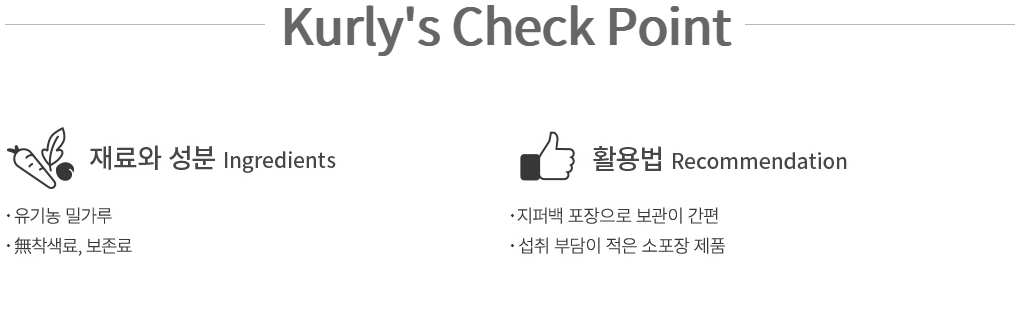 Kurly's Check Point
재료와 성분 Ingredients
· 유기농 밀가루
· 無착색료, 보존료
활용법 Recommendation
· 지퍼백 포장으로 보관이 간편
· 섭취 부담이 적은 소포장 제품